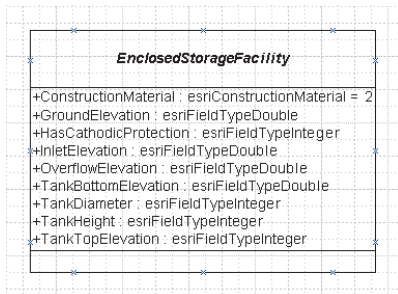 EnclosedStorageFacility
+ConstructionMaterial : esriConstructionMaterial = 2
+GroundElevation : esriFieldTypeDouble
+HasCathodicProtection : esriFieldTypeInteger
+InletElevation : esriFieldTypeDouble
+OverflowElevation : esriFieldTypeDouble
+TankBottomElevation : esriFieldTypeDouble
+TankDiameter : esriFieldTypeInteger
+TankHeight : esriFieldTypeInteger
+TankTopElevation : esriFieldTypeInteger